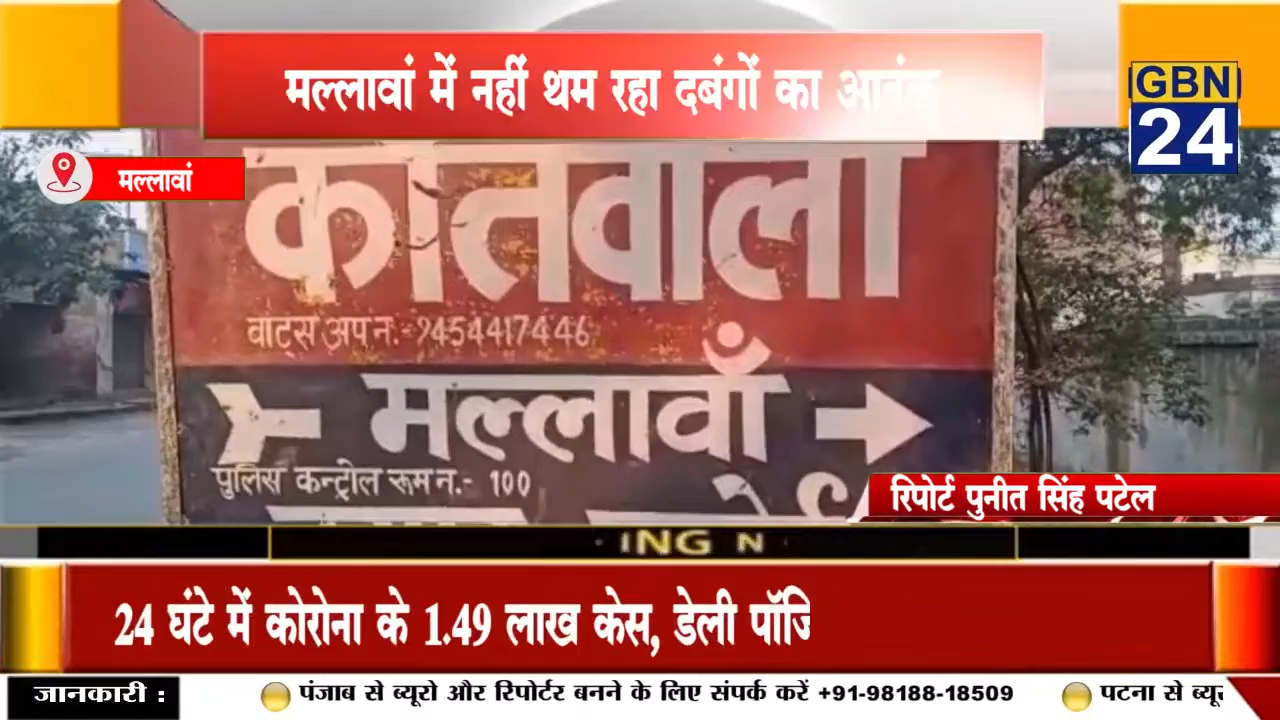 मल्लावां में नहीं थम रहा दबंगों का आतंक
GBN
24
मल्लावां
कोतवाली
वाट्स अप न.- 9454417446
मल्लावाँ
पुलिस कन्ट्रोल रूम न.- 100
रिपोर्ट पुनीत सिंह पटेल
ING N
24 घंटे में कोरोना के 1.49 लाख केस, डेली पॉजि
जानकारी :
पंजाब से ब्यूरो और रिपोर्टर बनने के लिए संपर्क करें +91-98188-18509
पटना से ब्यू